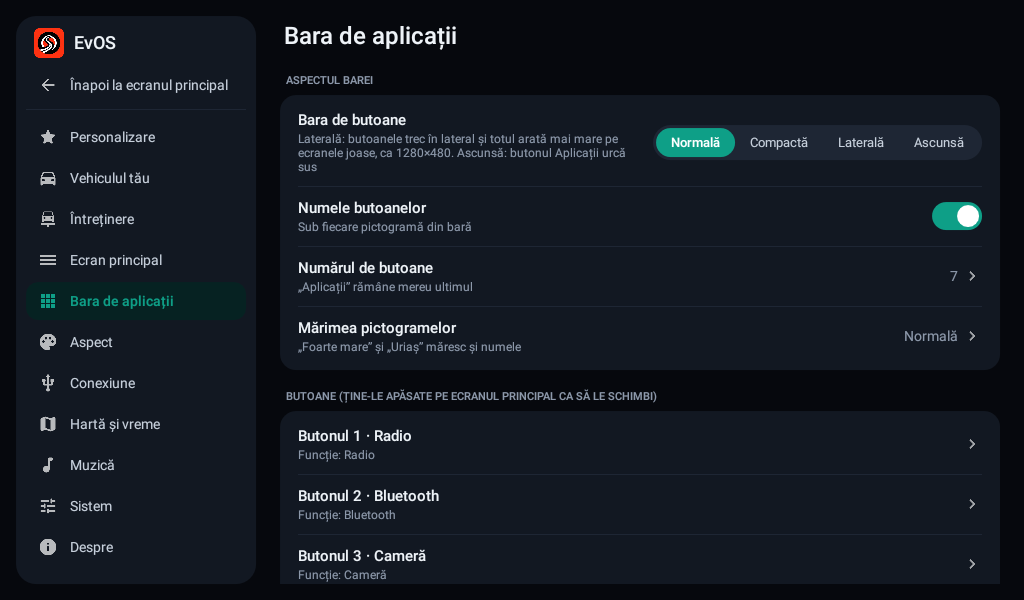 EvOS
Înapoi la ecranul principal
Personalizare
Vehiculul tău
Întreținere
Ecran principal
Bara de aplicații
Aspect
Conexiune
Hartă și vreme
Muzică
Sistem
Despre
Bara de aplicații
ASPECTUL BAREI
Bara de butoane
Laterală: butoanele trec în lateral și totul arată mai mare pe
ecranele joase, ca 1280×480. Ascunsă: butonul Aplicații urcă
sus
Normală Compactă Laterală Ascunsă
Numele butoanelor
Sub fiecare pictogramă din bară
Numărul de butoane
„Aplicații” rămâne mereu ultimul
7
Mărimea pictogramelor
„Foarte mare” și „Uriaș” măresc și numele
Normală
BUTOANE (ȚINE-LE APĂSATE PE ECRANUL PRINCIPAL CA SĂ LE SCHIMBI)
Butonul 1 · Radio
Funcție: Radio
Butonul 2 · Bluetooth
Funcție: Bluetooth
Butonul 3 · Cameră
Funcție: Cameră